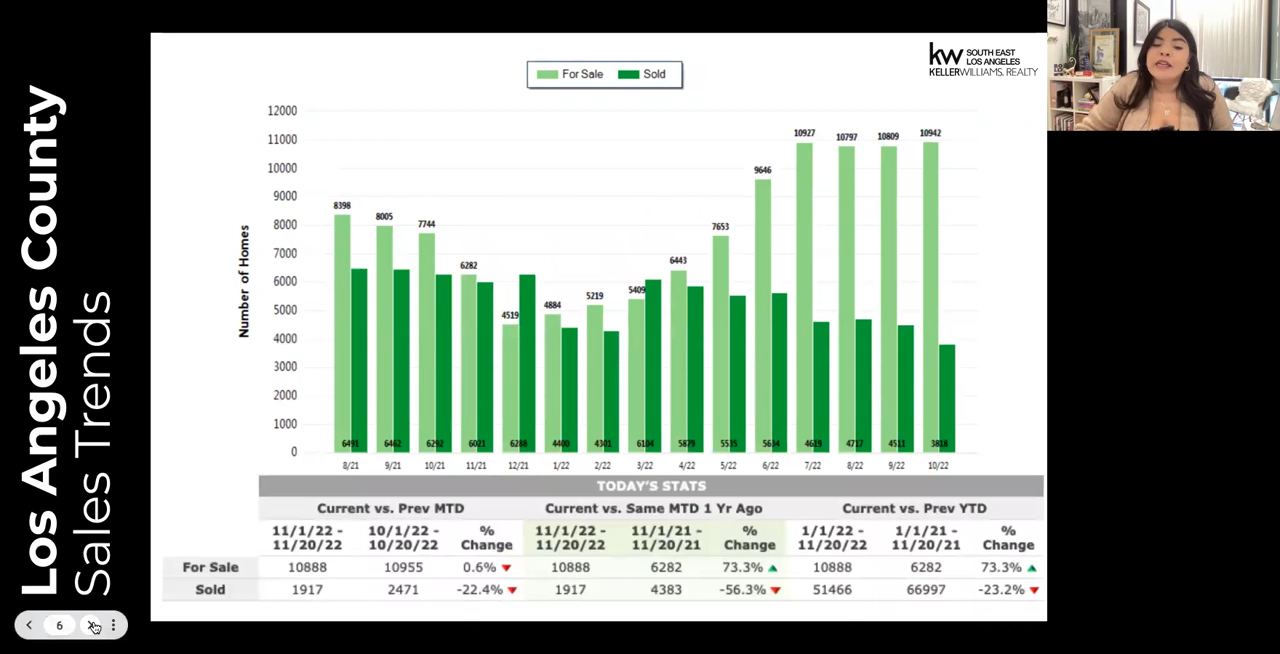 Los Angeles County
Sales Trends
kw SOUTH EAST
LOS ANGELES
KELLERWILLIAMS. REALTY
For Sale Sold
Number of Homes
12000
11000
10000
9000
8000
7000
6000
5000
4000
3000
2000
1000
0
8398 8005 7744 6282 4519 4884 5219 5409 6443 7653 9646 10927 10797 10809 10942
6491 6462 6292 6021 6288 4400 4301 6104 5879 5535 5634 4619 4717 4511 3818
8/21 9/21 10/21 11/21 12/21 1/22 2/22 3/22 4/22 5/22 6/22 7/22 8/22 9/22 10/22
TODAY'S STATS
Current vs. Prev MTD Current vs. Same MTD 1 Yr Ago Current vs. Prev YTD
11/1/22 - 10/1/22 - % 11/1/22 - 11/1/21 - % 1/1/22 - 1/1/21 - %
11/20/22 10/20/22 Change 11/20/22 11/20/21 Change 11/20/22 11/20/21 Change
For Sale 10888 10955 0.6% 10888 6282 73.3% 10888 6282 73.3%
Sold 1917 2471 -22.4% 1917 4383 -56.3% 51466 66997 -23.2%
6